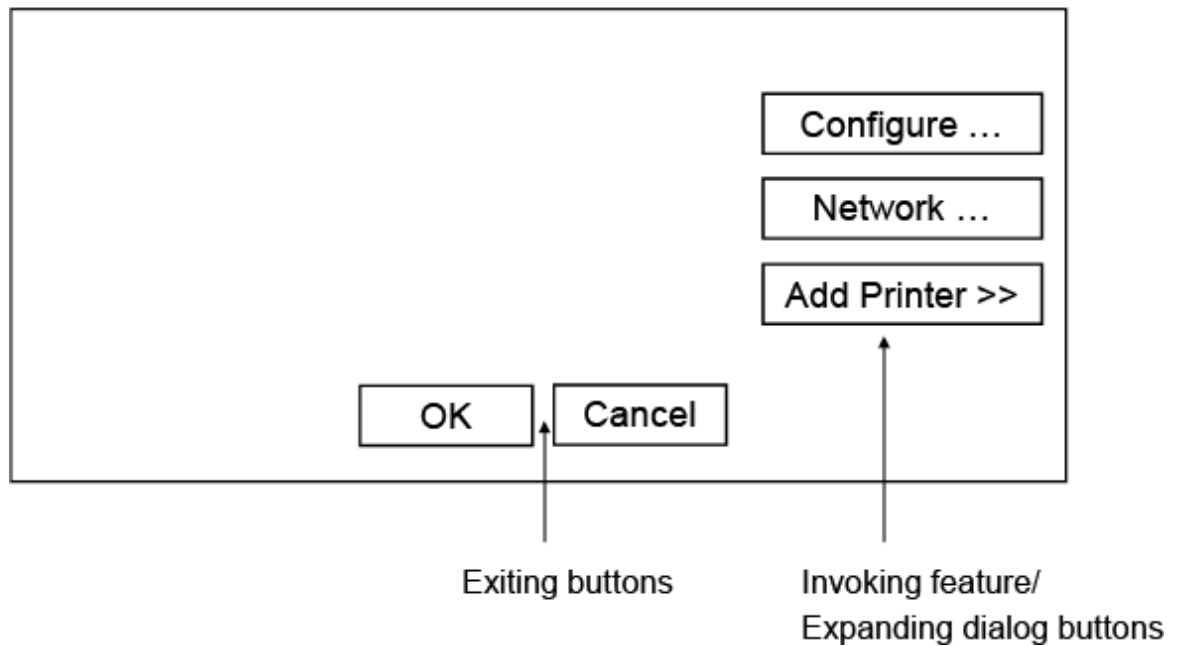 Configure …
Network …
Add Printer >>
OK
Cancel
Exiting buttons
Invoking feature/
Expanding dialog buttons